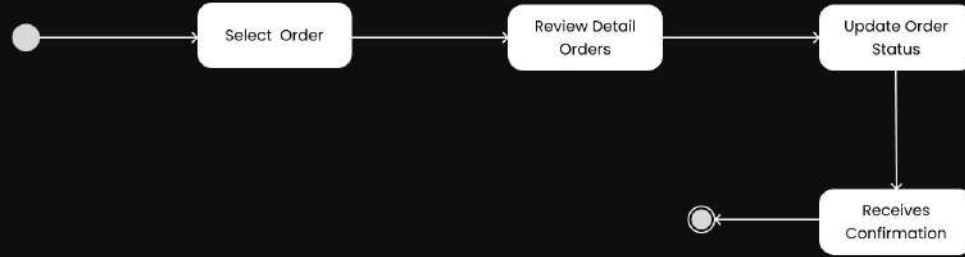 Select Order
Review Detail
Orders
Update Order
Status
Receives
Confirmation